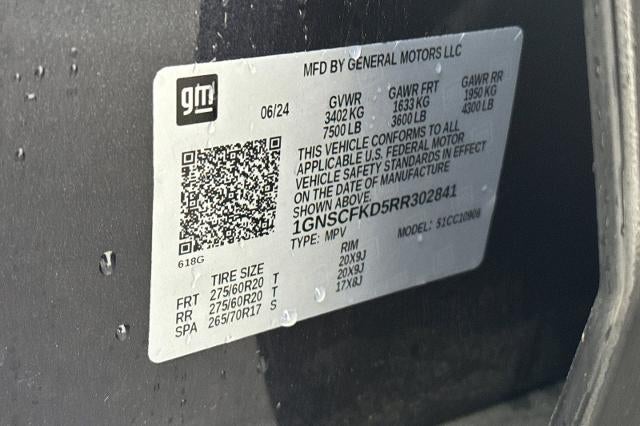 MFD BY GENERAL MOTORS LLC
gm
06/24
GVWR GAWR FRT GAWR RR
3402 KG 1633 KG 1950 KG
7500 LB 3600 LB 4300 LB
THIS VEHICLE CONFORMS TO ALL
APPLICABLE U.S. FEDERAL MOTOR
VEHICLE SAFETY STANDARDS IN EFFECT
ON THE DATE OF MANUFACTURE
SHOWN ABOVE.
1GNSCFKD5RR302841
TYPE: MPV MODEL: 51CC10906
618G
TIRE SIZE RIM
FRT 275/60R20 T 20X9J
RR 275/60R20 T 20X9J
SPA 265/70R17 S 17X8J